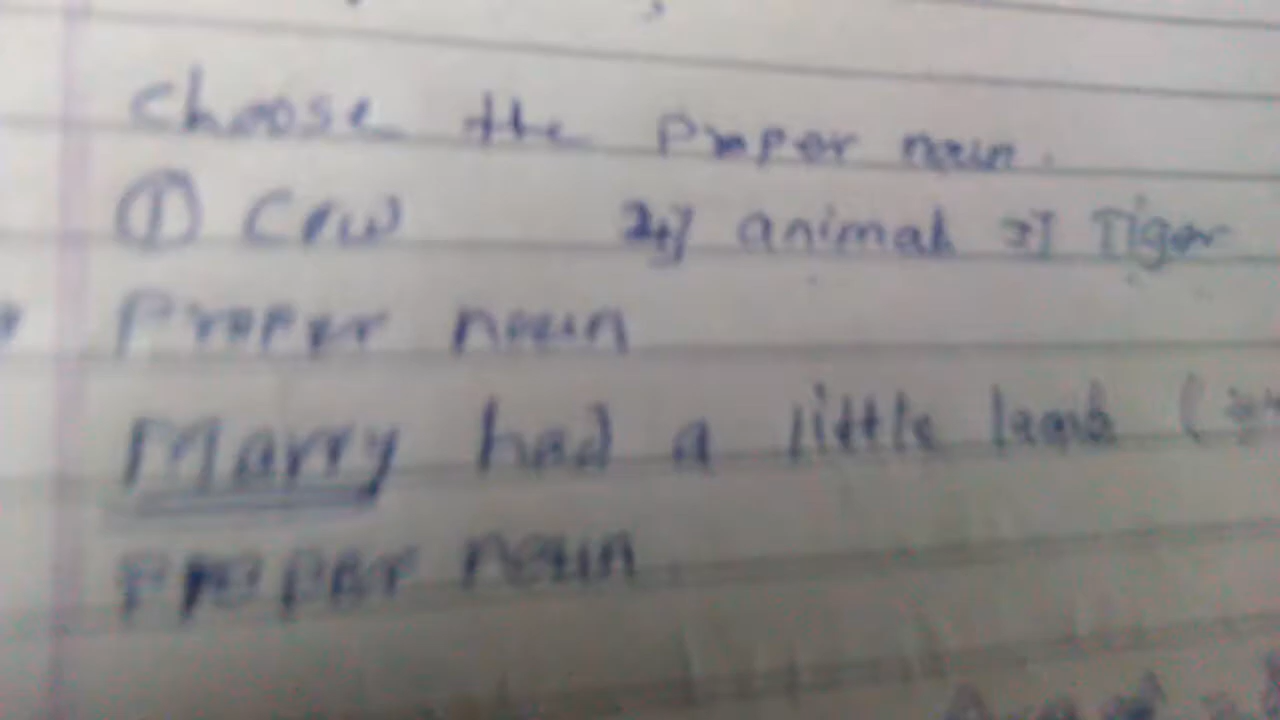 choose the proper noun.
① Cow 2) animal 3] Tiger
Proper noun
Marry had a little lamb (
proper noun